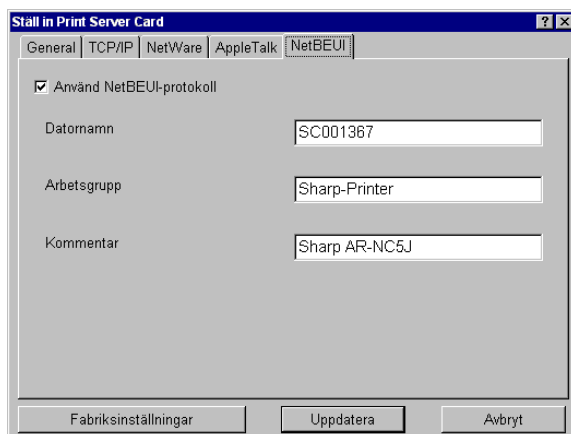 Ställ in Print Server Card
General TCP/IP NetWare AppleTalk NetBEUI
Använd NetBEUI-protokoll
Datornamn SC001367
Arbetsgrupp Sharp-Printer
Kommentar Sharp AR-NC5J
Fabriksinställningar Uppdatera Avbryt